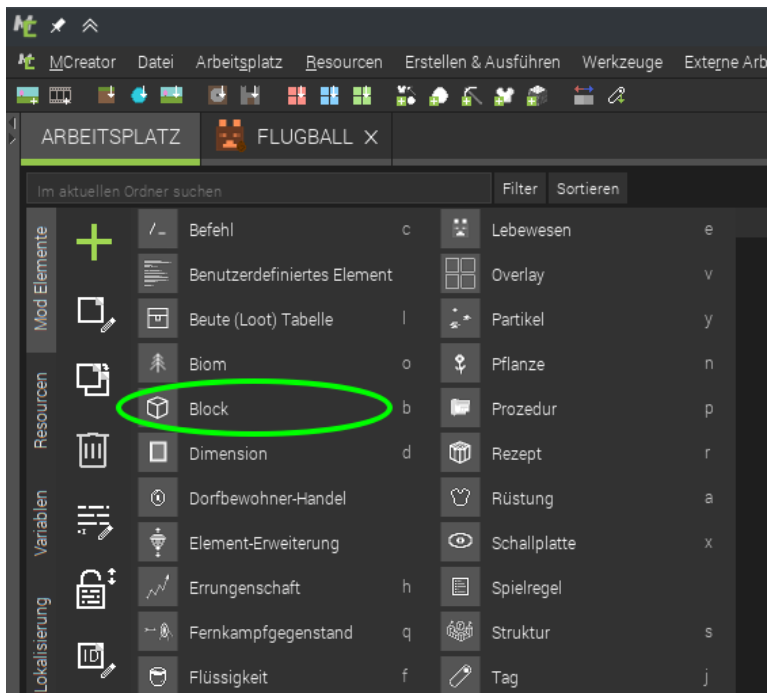 MCreator Datei Arbeitsplatz Resourcen Erstellen & Ausführen Werkzeuge Externe Arb
ARBEITSPLATZ FLUGBALL X
Im aktuellen Ordner suchen Filter Sortieren
Mod Elemente
Resourcen
Variablen
Lokalisierung
Befehl c
Benutzerdefiniertes Element
Beute (Loot) Tabelle l
Biom o
Block b
Dimension d
Dorfbewohner-Handel
Element-Erweiterung
Errungenschaft h
Fernkampfgegenstand q
Flüssigkeit f
Lebewesen e
Overlay v
Partikel y
Pflanze n
Prozedur p
Rezept r
Rüstung a
Schallplatte x
Spielregel
Struktur s
Tag j
ID